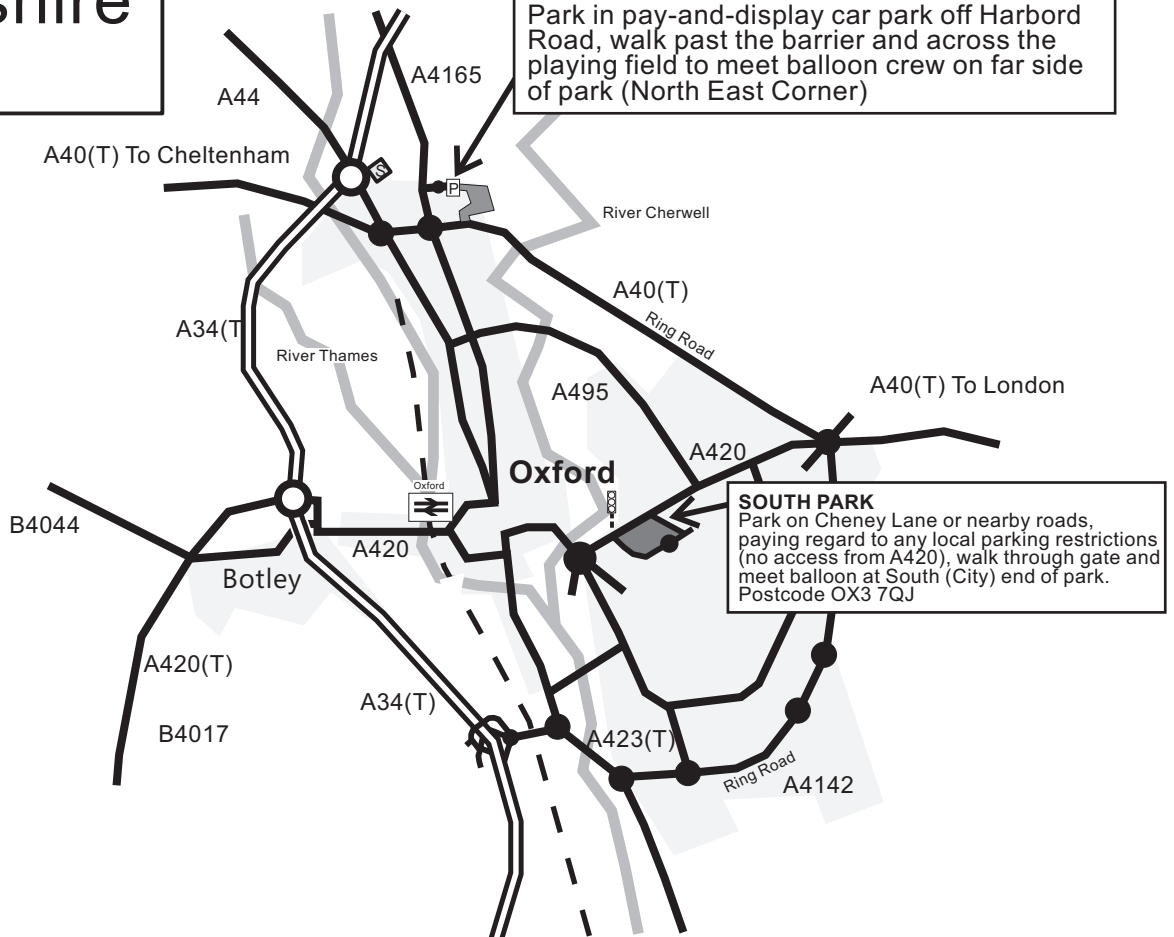 shire
Park in pay-and-display car park off Harbord
Road, walk past the barrier and across the
playing field to meet balloon crew on far side
of park (North East Corner)
A4165
A44
A40(T) To Cheltenham
S
P
River Cherwell
A40(T)
Ring Road
A34(T
River Thames
A495
A40(T) To London
A420
Oxford
Oxford
SOUTH PARK
Park on Cheney Lane or nearby roads,
paying regard to any local parking restrictions
(no access from A420), walk through gate and
meet balloon at South (City) end of park.
Postcode OX3 7QJ
B4044
A420
Botley
A420(T)
A34(T)
B4017
A423(T)
Ring Road
A4142